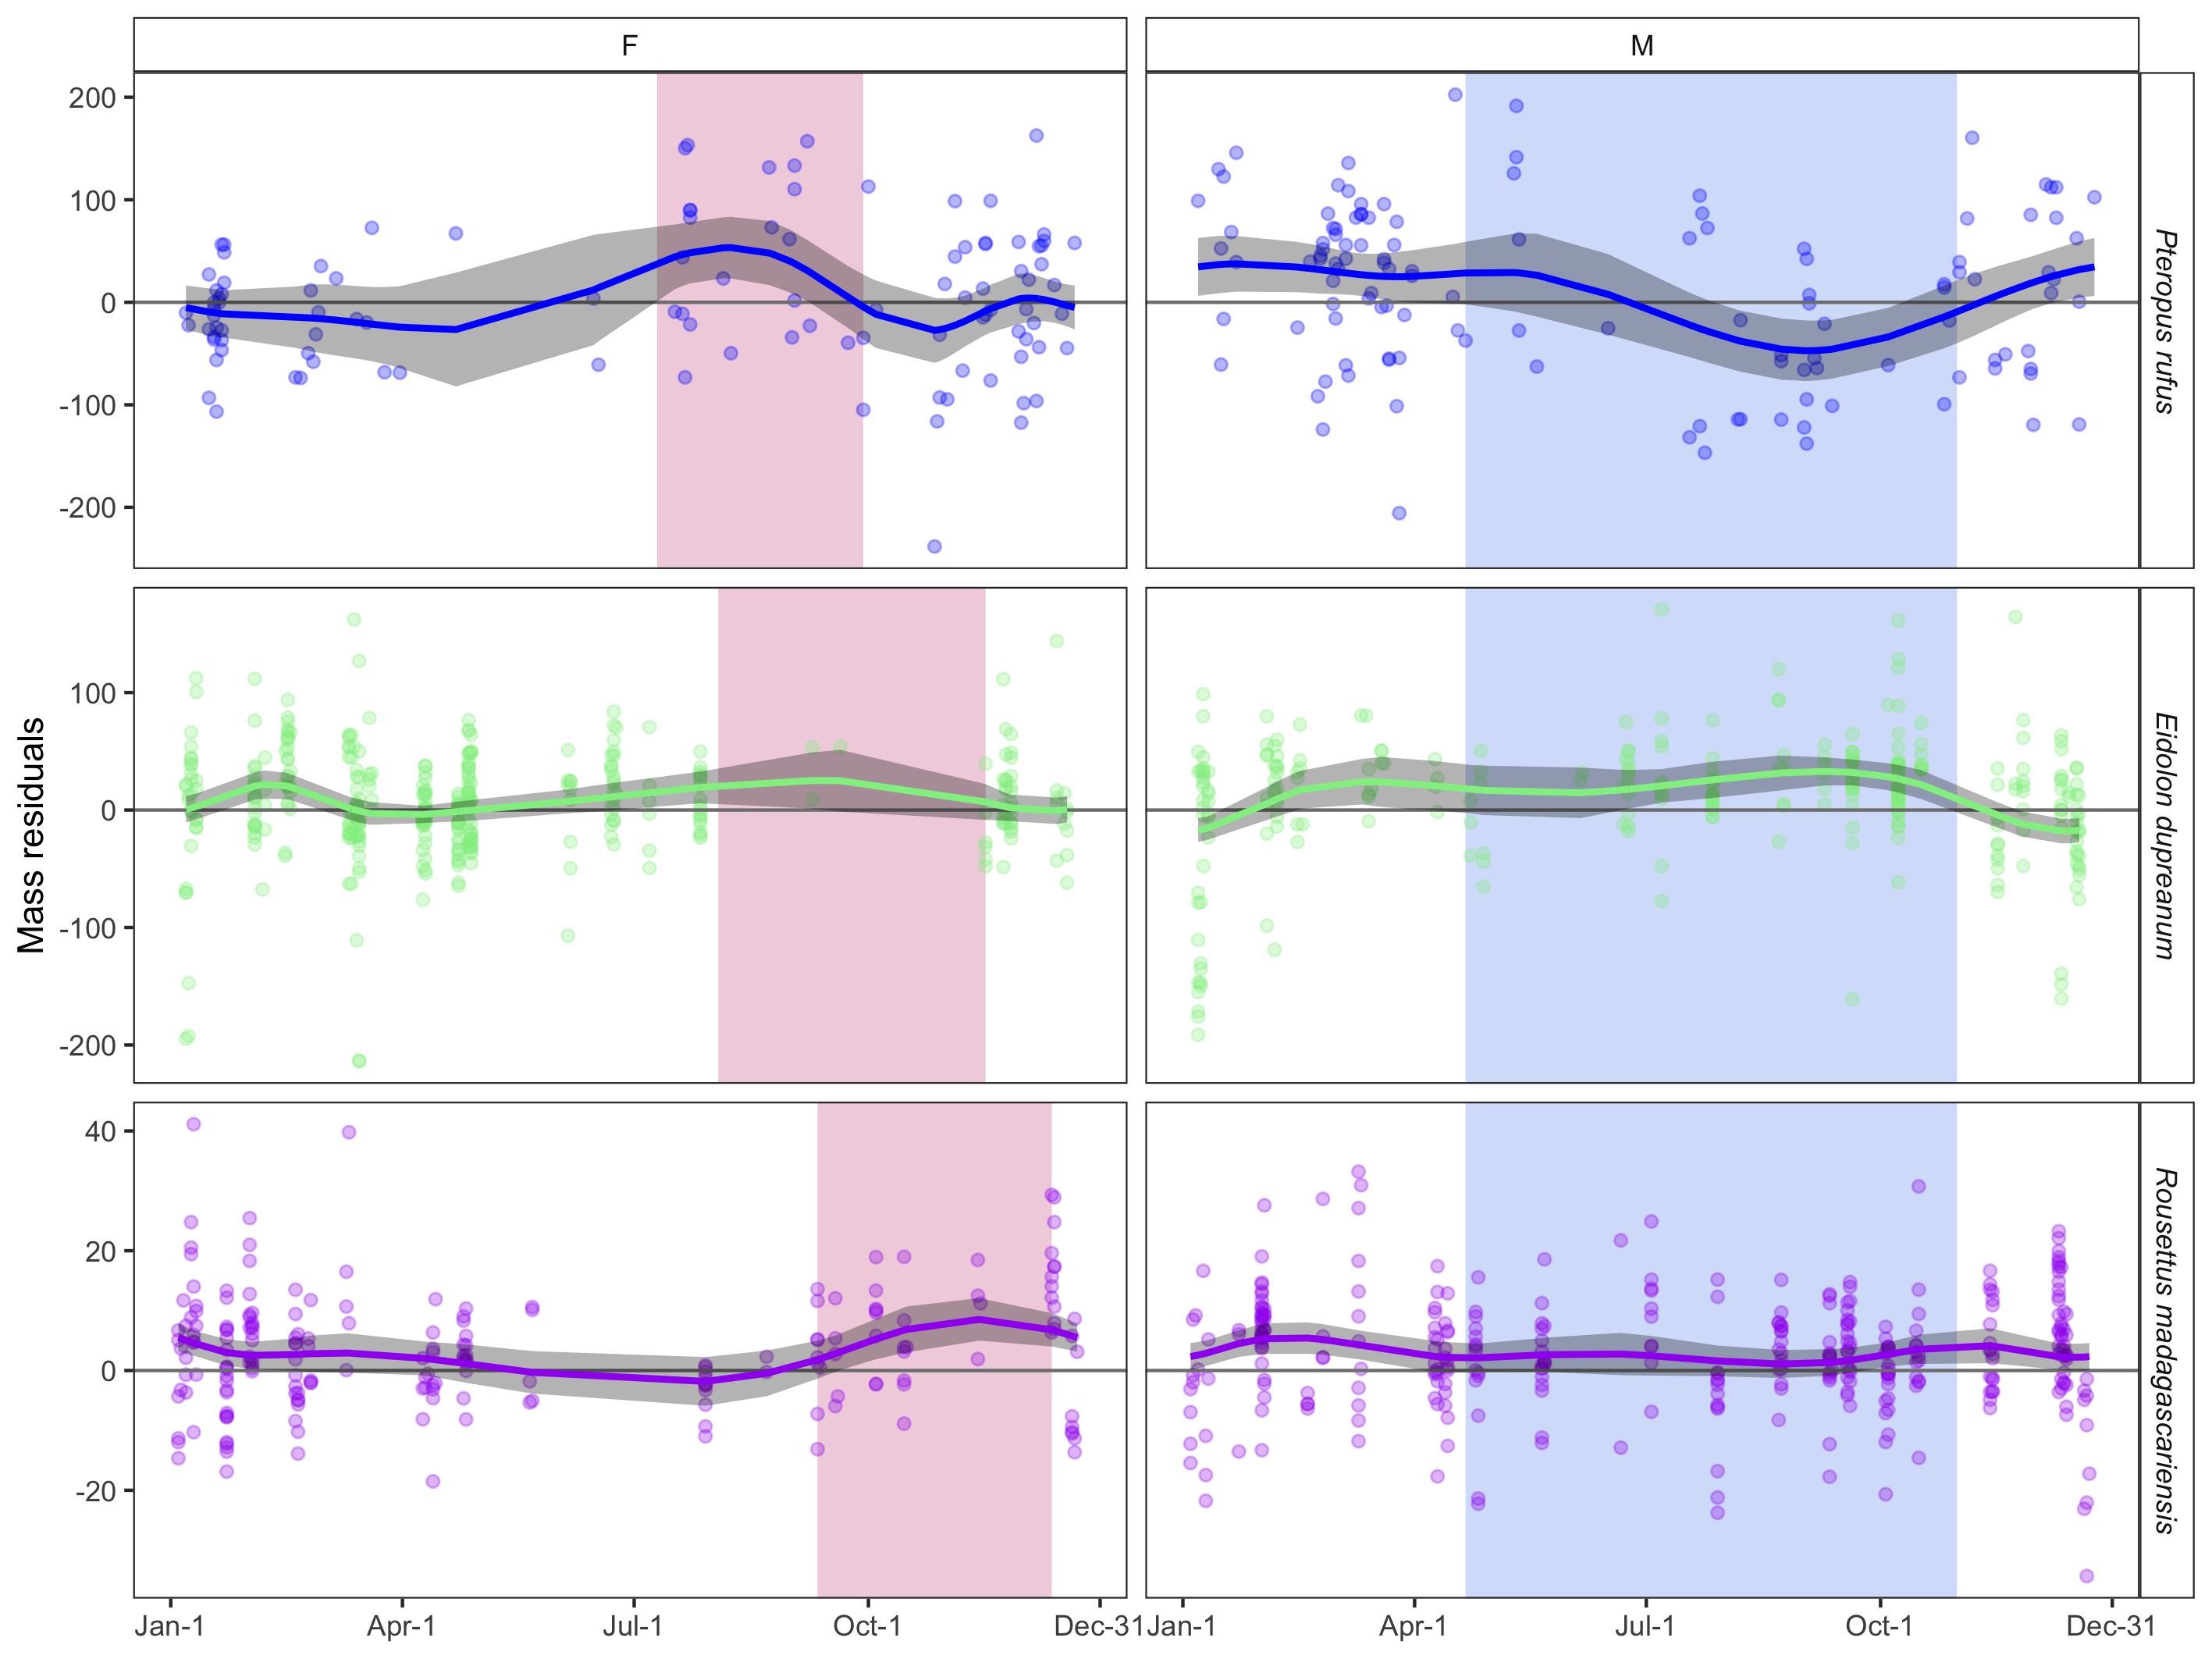 F
M
200
100
0
-100
-200
Pteropus rufus
100
0
-100
-200
Eidolon dupreanum
40
20
0
-20
Rousettus madagascariensis
Mass residuals
Jan-1
Apr-1
Jul-1
Oct-1
Dec-31
Jan-1
Apr-1
Jul-1
Oct-1
Dec-31